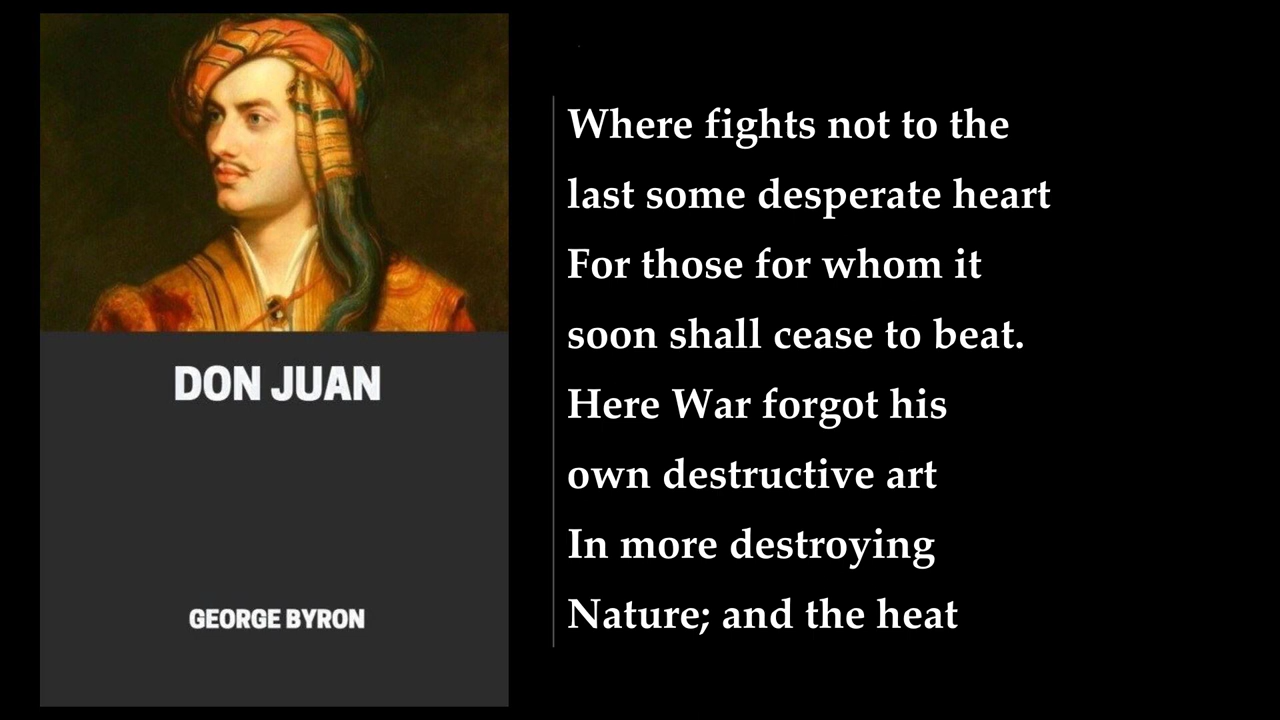 DON JUAN
GEORGE BYRON
Where fights not to the
last some desperate heart
For those for whom it
soon shall cease to beat.
Here War forgot his
own destructive art
In more destroying
Nature; and the heat